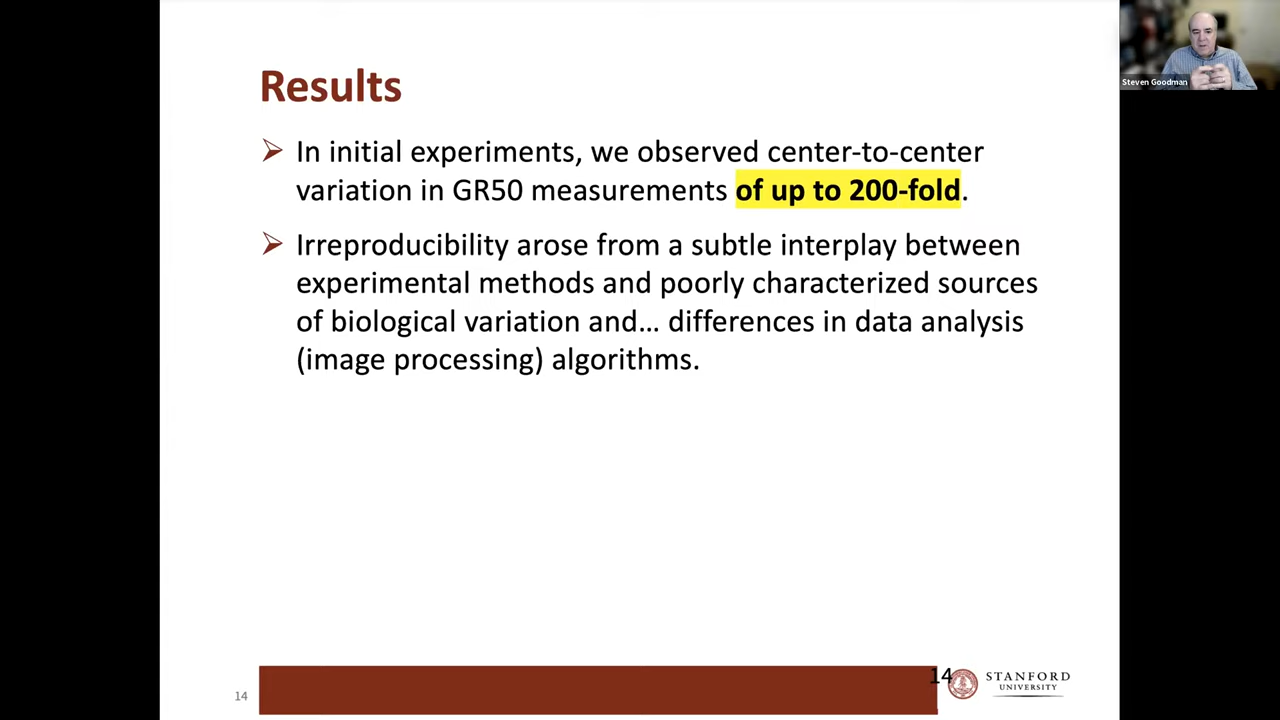 Results
➢ In initial experiments, we observed center-to-center
variation in GR50 measurements of up to 200-fold.
➢ Irreproducibility arose from a subtle interplay between
experimental methods and poorly characterized sources
of biological variation and… differences in data analysis
(image processing) algorithms.
14
14
STANFORD
UNIVERSITY
Steven Goodman